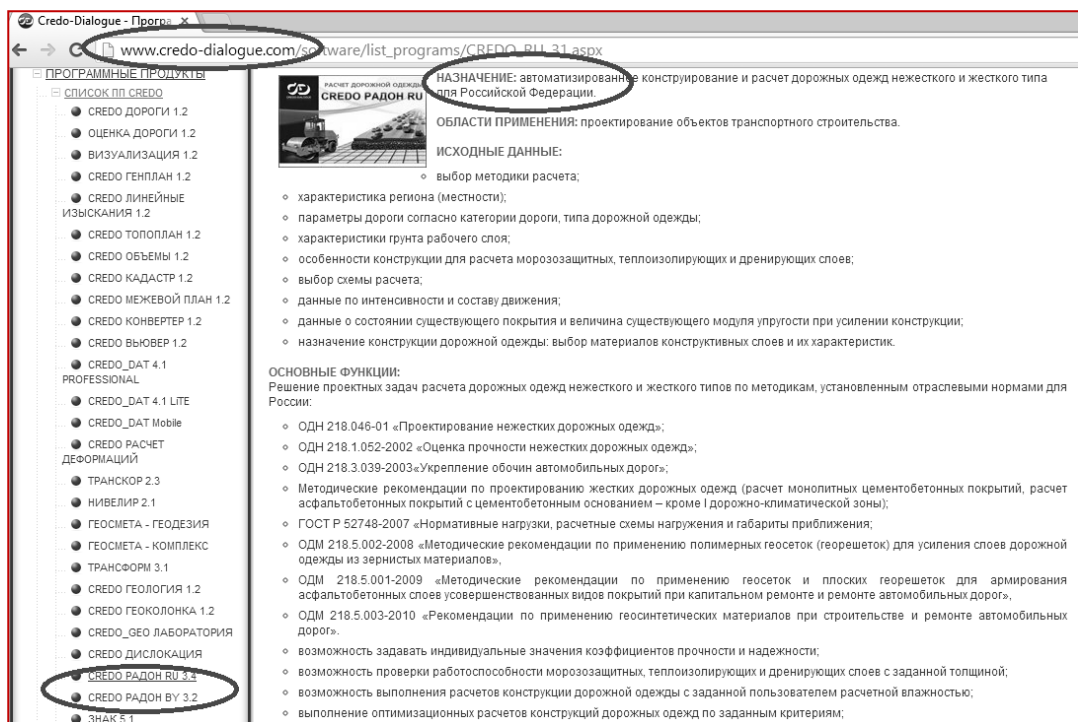 Credo-Dialogue - Програ ×
www.credo-dialogue.com/software/list_programs/CREDO_RU_31.aspx
ПРОГРАММНЫЕ ПРОДУКТЫ
СПИСОК ПП CREDO
CREDO ДОРОГИ 1.2
ОЦЕНКА ДОРОГИ 1.2
ВИЗУАЛИЗАЦИЯ 1.2
CREDO ГЕНПЛАН 1.2
CREDO ЛИНЕЙНЫЕ
ИЗЫСКАНИЯ 1.2
CREDO ТОПОПЛАН 1.2
CREDO ОБЪЕМЫ 1.2
CREDO КАДАСТР 1.2
CREDO МЕЖЕВОЙ ПЛАН 1.2
CREDO КОНВЕРТЕР 1.2
CREDO ВЬЮВЕР 1.2
CREDO_DAT 4.1
PROFESSIONAL
CREDO_DAT 4.1 LiTE
CREDO_DAT Mobile
CREDO РАСЧЕТ
ДЕФОРМАЦИЙ
ТРАНСКОР 2.3
НИВЕЛИР 2.1
ГЕОСМЕТА - ГЕОДЕЗИЯ
ГЕОСМЕТА - КОМПЛЕКС
ТРАНСФОРМ 3.1
CREDO ГЕОЛОГИЯ 1.2
CREDO ГЕОКОЛОНКА 1.2
CREDO_GEO ЛАБОРАТОРИЯ
CREDO ДИСЛОКАЦИЯ
CREDO РАДОН RU 3.4
CREDO РАДОН BY 3.2
ЗНАК 5.1
РАСЧЕТ ДОРОЖНОЙ ОДЕЖДЫ
CREDO РАДОН RU
НАЗНАЧЕНИЕ: автоматизированное конструирование и расчет дорожных одежд нежесткого и жесткого типа
для Российской Федерации.
ОБЛАСТИ ПРИМЕНЕНИЯ: проектирование объектов транспортного строительства.
ИСХОДНЫЕ ДАННЫЕ:
выбор методики расчета;
характеристика региона (местности);
параметры дороги согласно категории дороги, типа дорожной одежды;
характеристики грунта рабочего слоя;
особенности конструкции для расчета морозозащитных, теплоизолирующих и дренирующих слоев;
выбор схемы расчета;
данные по интенсивности и составу движения;
данные о состоянии существующего покрытия и величина существующего модуля упругости при усилении конструкции;
назначение конструкции дорожной одежды: выбор материалов конструктивных слоев и их характеристик.
ОСНОВНЫЕ ФУНКЦИИ:
Решение проектных задач расчета дорожных одежд нежесткого и жесткого типов по методикам, установленным отраслевыми нормами для
России:
ОДН 218.046-01 «Проектирование нежестких дорожных одежд»;
ОДН 218.1.052-2002 «Оценка прочности нежестких дорожных одежд»;
ОДН 218.3.039-2003«Укрепление обочин автомобильных дорог»;
Методические рекомендации по проектированию жестких дорожных одежд (расчет монолитных цементобетонных покрытий, расчет
асфальтобетонных покрытий с цементобетонным основанием – кроме I дорожно-климатической зоны);
ГОСТ Р 52748-2007 «Нормативные нагрузки, расчетные схемы нагружения и габариты приближения;
ОДМ 218.5.002-2008 «Методические рекомендации по применению полимерных геосеток (георешеток) для усиления слоев дорожной
одежды из зернистых материалов»,
ОДМ 218.5.001-2009 «Методические рекомендации по применению геосеток и плоских георешеток для армирования
асфальтобетонных слоев усовершенствованных видов покрытий при капитальном ремонте и ремонте автомобильных дорог»,
ОДМ 218.5.003-2010 «Рекомендации по применению геосинтетических материалов при строительстве и ремонте автомобильных
дорог».
возможность задавать индивидуальные значения коэффициентов прочности и надежности;
возможность проверки работоспособности морозозащитных, теплоизолирующих и дренирующих слоев с заданной толщиной;
возможность выполнения расчетов конструкции дорожной одежды с заданной пользователем расчетной влажностью;
выполнение оптимизационных расчетов конструкций дорожных одежд по заданным критериям;